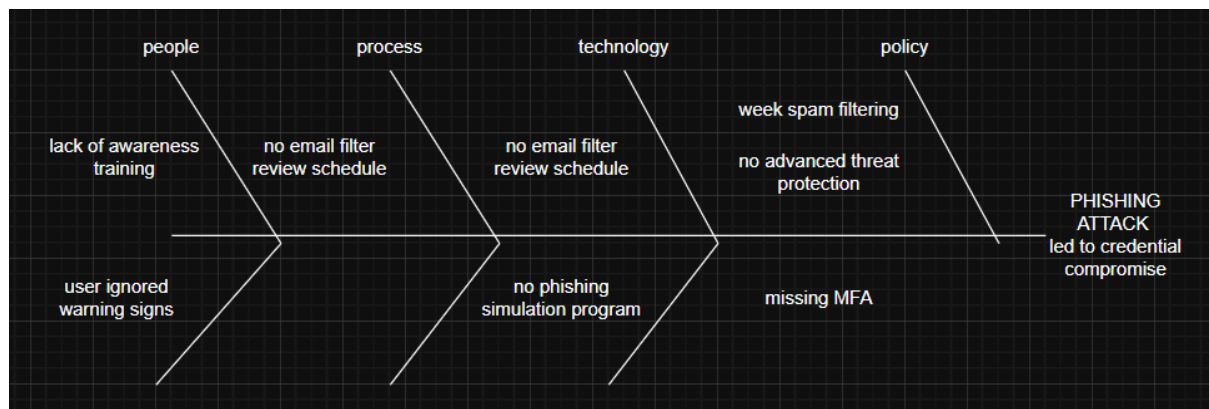 people
process
technology
policy
week spam filtering
lack of awareness
training
no email filter
review schedule
no email filter
review schedule
no advanced threat
protection
PHISHING
ATTACK
led to credential
compromise
user ignored
warning signs
no phishing
simulation program
missing MFA